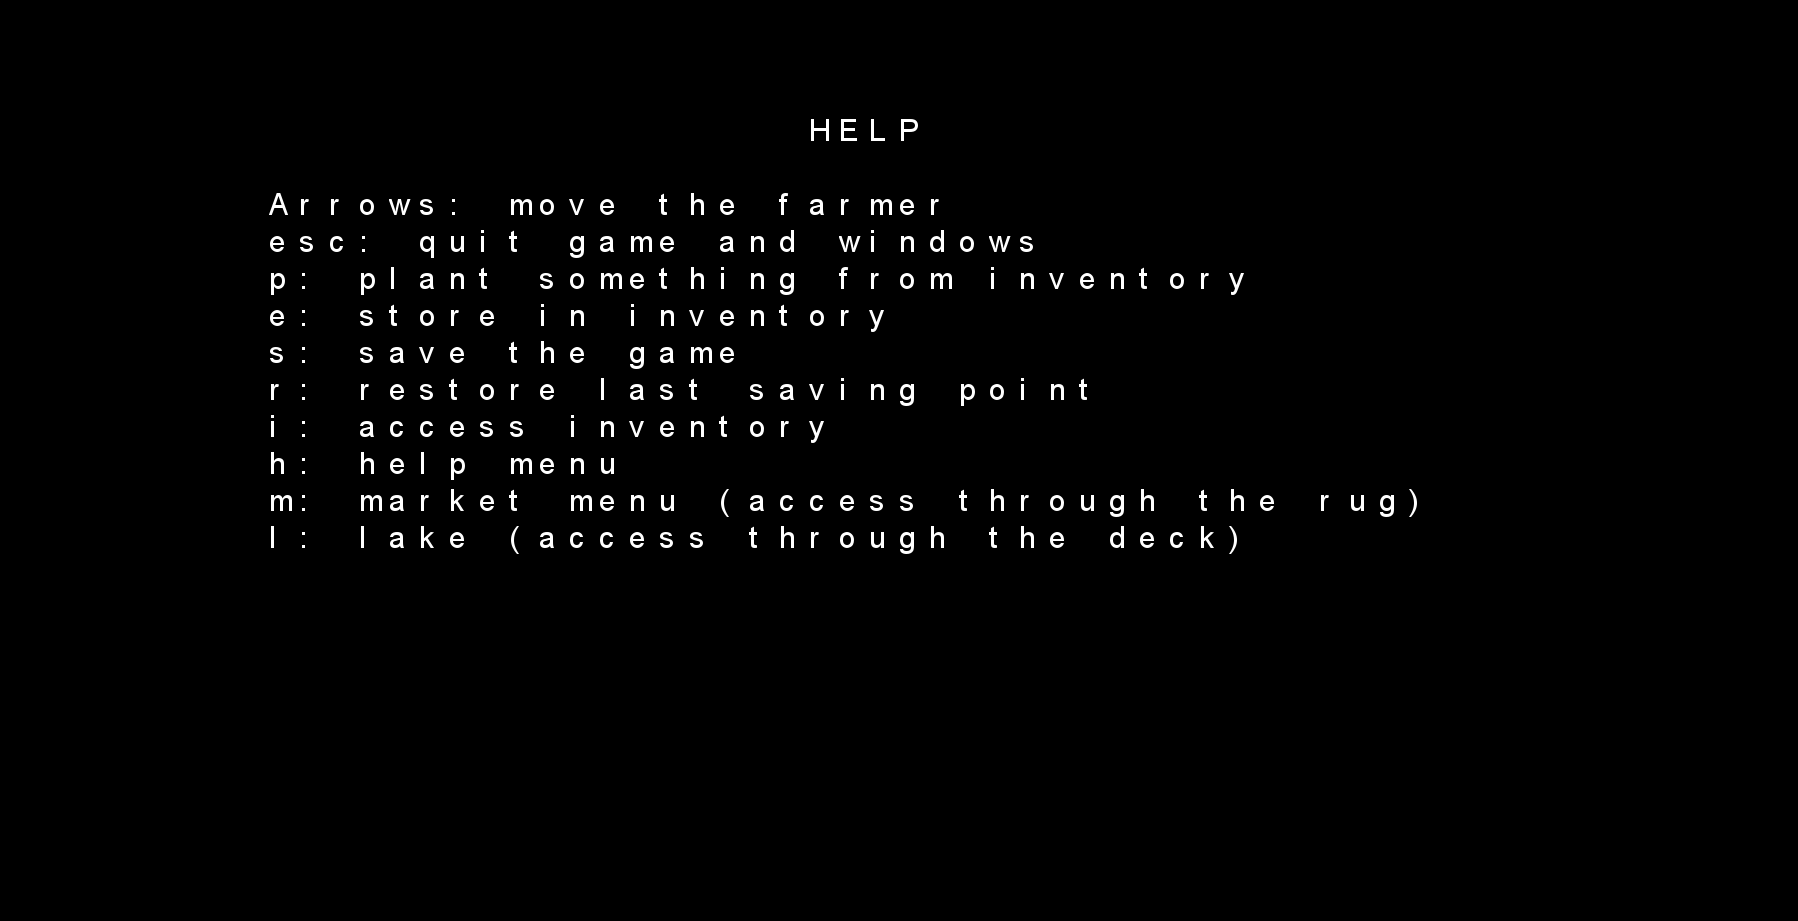 HELP
Arrows: move the farmer
esc: quit game and windows
p: plant something from inventory
e: store in inventory
s: save the game
r: restore last saving point
i: access inventory
h: help menu
m: market menu (access through the rug)
l: lake (access through the deck)